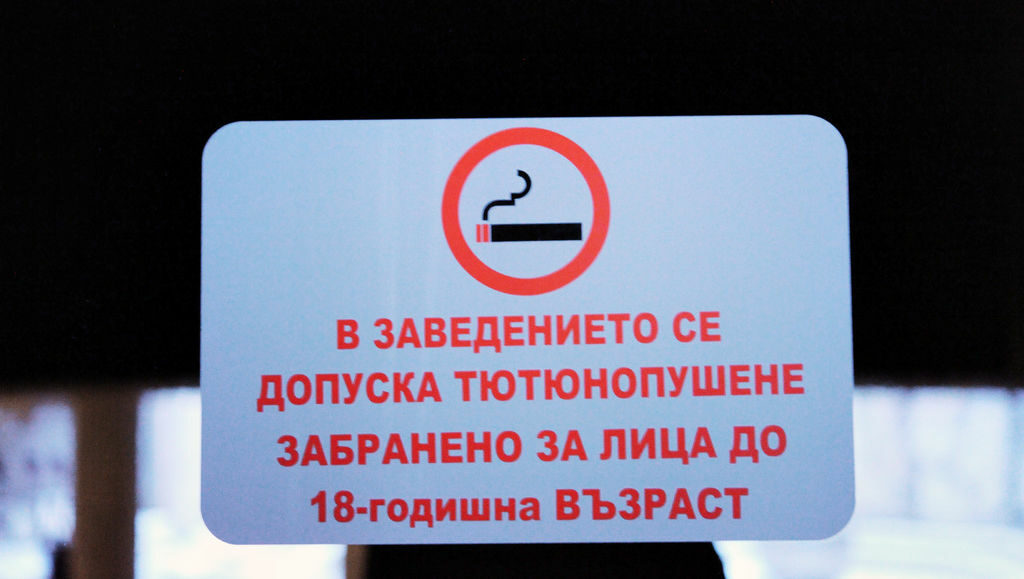 В ЗАВЕДЕНИЕТО СЕ
ДОПУСКА ТЮТЮНОПУШЕНЕ
ЗАБРАНЕНО ЗА ЛИЦА ДО
18-годишна ВЪЗРАСТ